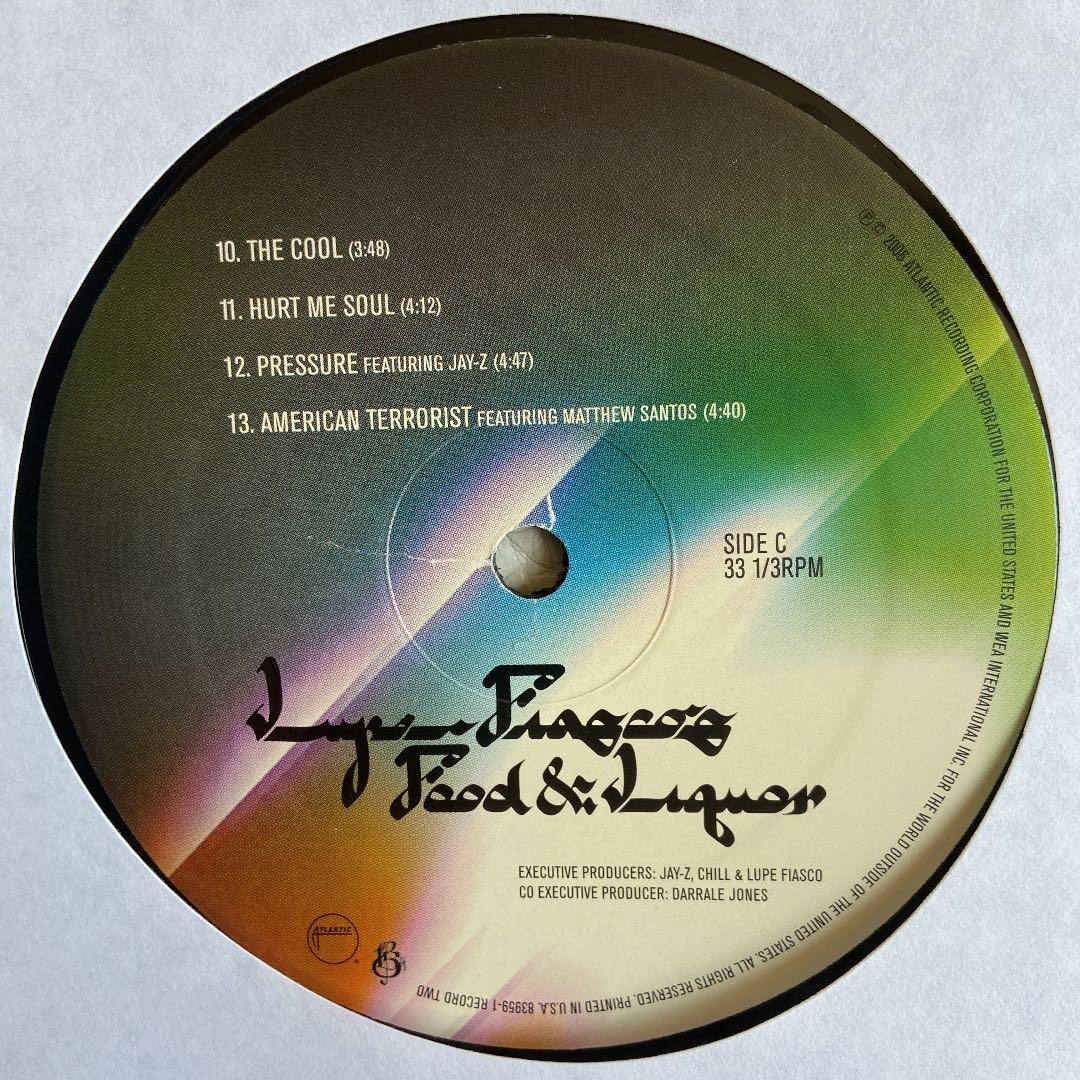 10. THE COOL (3:48)
11. HURT ME SOUL (4:12)
12. PRESSURE FEATURING JAY-Z (4:47)
13. AMERICAN TERRORIST FEATURING MATTHEW SANTOS (4:40)
SIDE C
33 1/3RPM
Lupe Fiasco's
Food & Liquor
EXECUTIVE PRODUCERS: JAY-Z, CHILL & LUPE FIASCO
CO EXECUTIVE PRODUCER: DARRALE JONES
ATLANTIC
℗© 2006 ATLANTIC RECORDING CORPORATION FOR THE UNITED STATES AND WEA INTERNATIONAL INC. FOR THE WORLD OUTSIDE OF THE UNITED STATES. ALL RIGHTS RESERVED. PRINTED IN U.S.A. 83959-1 RECORD TWO